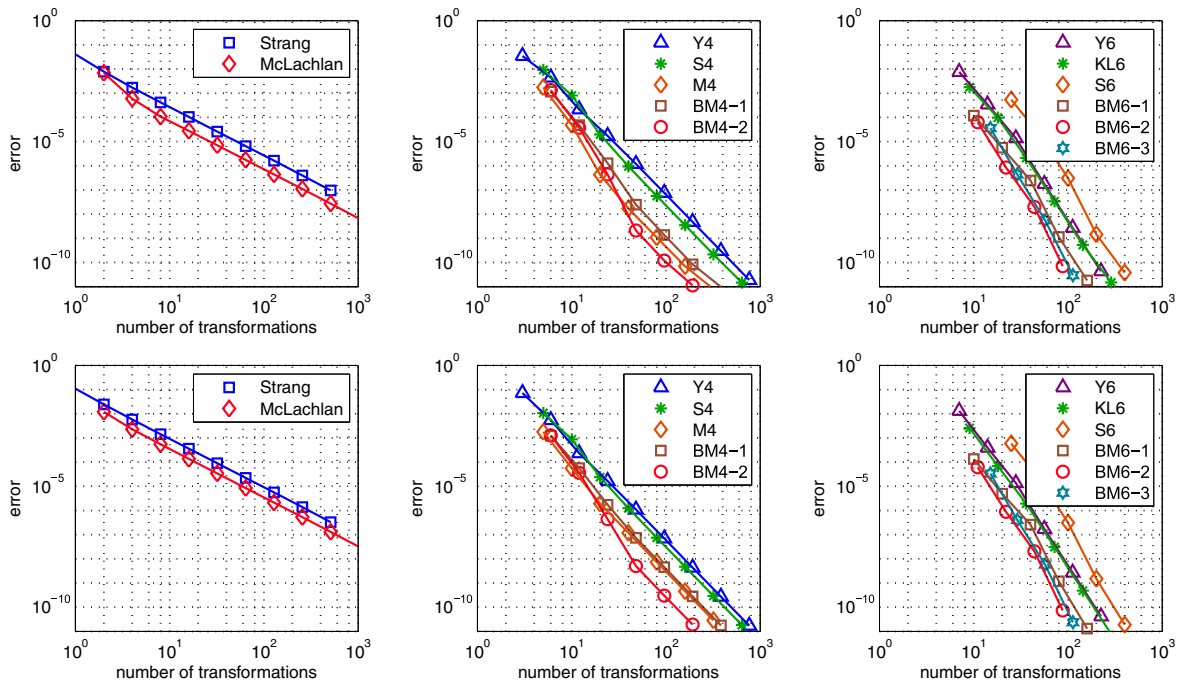 10^0
10^-5
10^-10
error
10^0
10^1
10^2
10^3
number of transformations
Strang
McLachlan
10^0
10^-5
10^-10
error
10^0
10^1
10^2
10^3
number of transformations
Y4
S4
M4
BM4−1
BM4−2
10^0
10^-5
10^-10
error
10^0
10^1
10^2
10^3
number of transformations
Y6
KL6
S6
BM6−1
BM6−2
BM6−3
10^0
10^-5
10^-10
error
10^0
10^1
10^2
10^3
number of transformations
Strang
McLachlan
10^0
10^-5
10^-10
error
10^0
10^1
10^2
10^3
number of transformations
Y4
S4
M4
BM4−1
BM4−2
10^0
10^-5
10^-10
error
10^0
10^1
10^2
10^3
number of transformations
Y6
KL6
S6
BM6−1
BM6−2
BM6−3